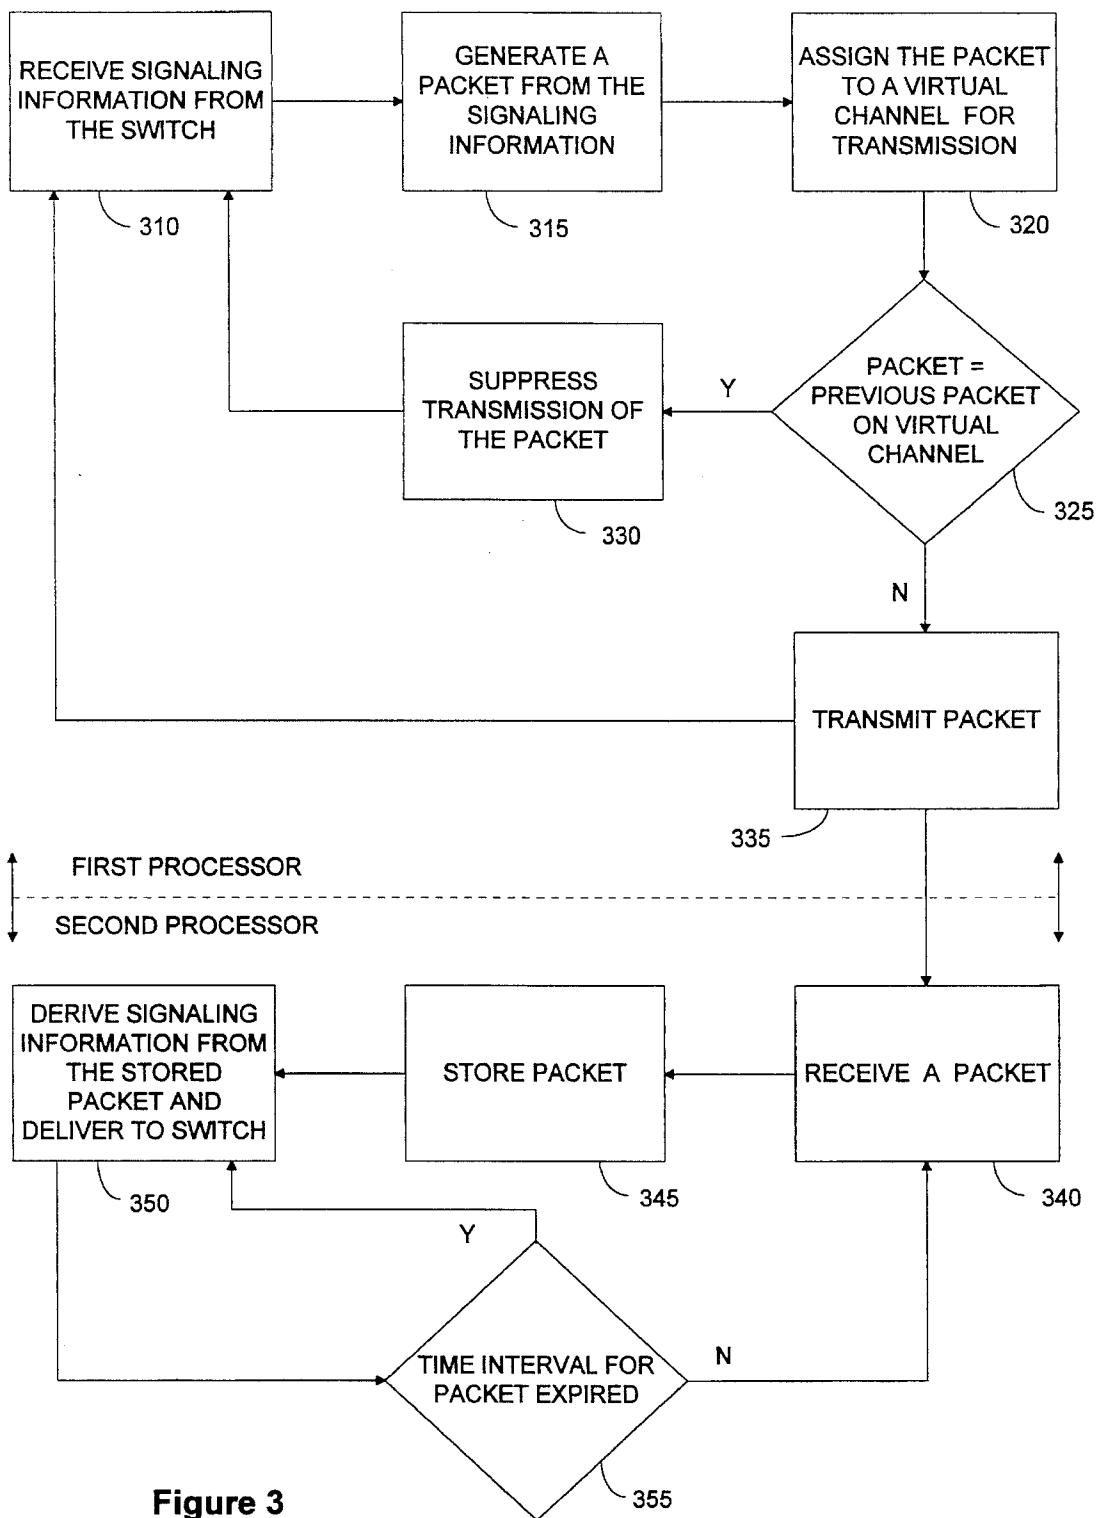 RECEIVE SIGNALING
INFORMATION FROM
THE SWITCH
310
GENERATE A
PACKET FROM THE
SIGNALING
INFORMATION
315
ASSIGN THE PACKET
TO A VIRTUAL
CHANNEL FOR
TRANSMISSION
320
PACKET =
PREVIOUS PACKET
ON VIRTUAL
CHANNEL
325
Y
SUPPRESS
TRANSMISSION OF
THE PACKET
330
N
TRANSMIT PACKET
335
FIRST PROCESSOR
SECOND PROCESSOR
RECEIVE A PACKET
340
STORE PACKET
345
DERIVE SIGNALING
INFORMATION FROM
THE STORED
PACKET AND
DELIVER TO SWITCH
350
Y
TIME INTERVAL FOR
PACKET EXPIRED
N
355
Figure 3